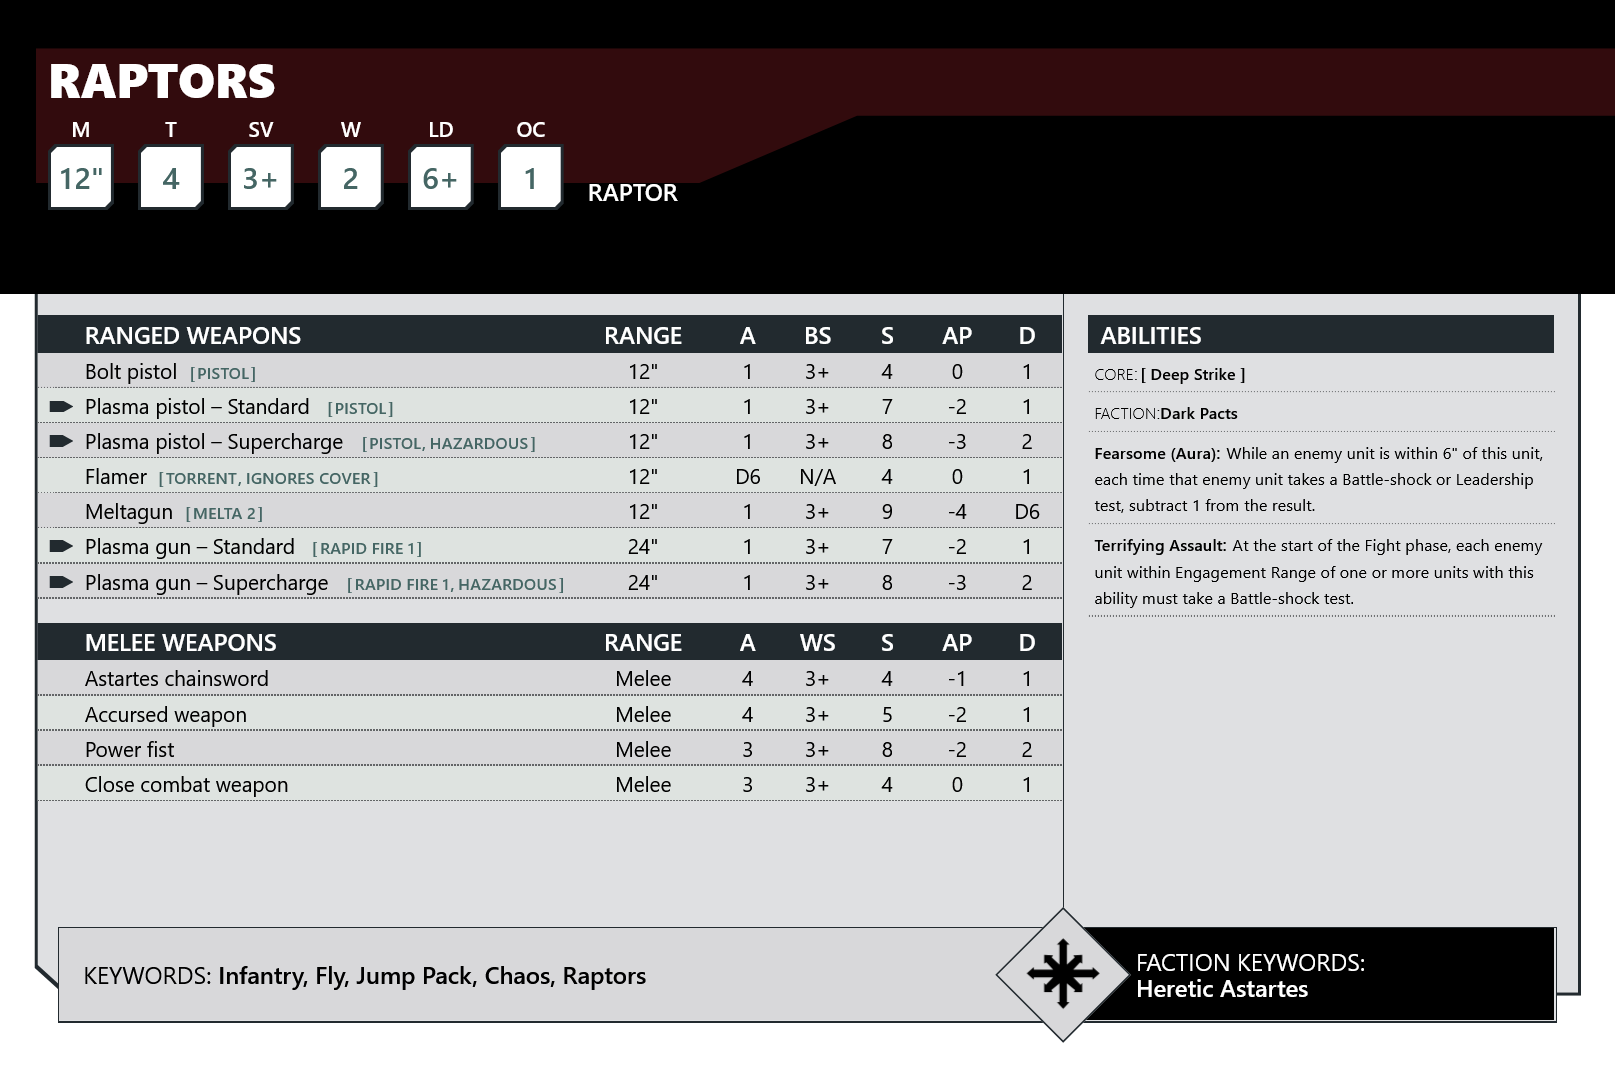 RAPTORS
M T SV W LD OC
12" 4 3+ 2 6+ 1 RAPTOR
RANGED WEAPONS RANGE A BS S AP D
Bolt pistol [PISTOL] 12" 1 3+ 4 0 1
Plasma pistol – Standard [PISTOL] 12" 1 3+ 7 -2 1
Plasma pistol – Supercharge [PISTOL, HAZARDOUS] 12" 1 3+ 8 -3 2
Flamer [TORRENT, IGNORES COVER] 12" D6 N/A 4 0 1
Meltagun [MELTA 2] 12" 1 3+ 9 -4 D6
Plasma gun – Standard [RAPID FIRE 1] 24" 1 3+ 7 -2 1
Plasma gun – Supercharge [RAPID FIRE 1, HAZARDOUS] 24" 1 3+ 8 -3 2
MELEE WEAPONS RANGE A WS S AP D
Astartes chainsword Melee 4 3+ 4 -1 1
Accursed weapon Melee 4 3+ 5 -2 1
Power fist Melee 3 3+ 8 -2 2
Close combat weapon Melee 3 3+ 4 0 1
ABILITIES
CORE: [ Deep Strike ]
FACTION:Dark Pacts
Fearsome (Aura): While an enemy unit is within 6" of this unit,
each time that enemy unit takes a Battle-shock or Leadership
test, subtract 1 from the result.
Terrifying Assault: At the start of the Fight phase, each enemy
unit within Engagement Range of one or more units with this
ability must take a Battle-shock test.
KEYWORDS: Infantry, Fly, Jump Pack, Chaos, Raptors
FACTION KEYWORDS:
Heretic Astartes